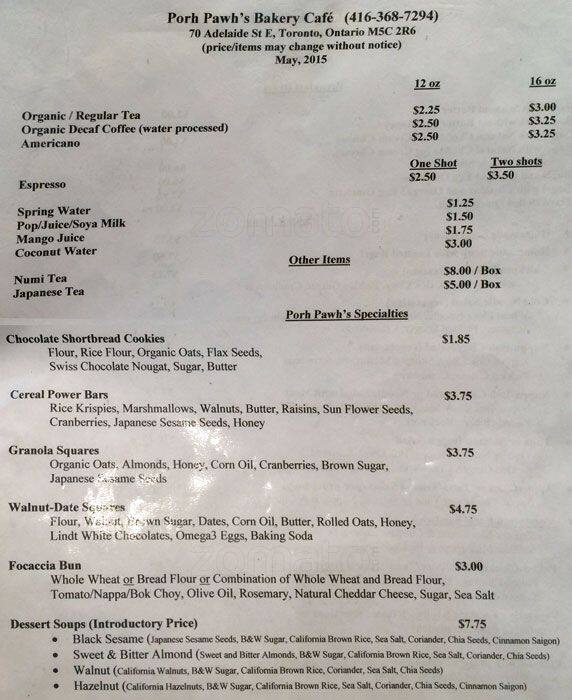 Porh Pawh's Bakery Café (416-368-7294)
70 Adelaide St E, Toronto, Ontario M5C 2R6
(price/items may change without notice)
May, 2015
12 oz 16 oz
Organic / Regular Tea $2.25 $3.00
Organic Decaf Coffee (water processed) $2.50 $3.25
Americano $2.50 $3.25
One Shot Two shots
Espresso $2.50 $3.50
Spring Water $1.25
Pop/Juice/Soya Milk $1.50
Mango Juice $1.75
Coconut Water $3.00
Other Items
Numi Tea $8.00 / Box
Japanese Tea $5.00 / Box
Porh Pawh's Specialties
Chocolate Shortbread Cookies $1.85
Flour, Rice Flour, Organic Oats, Flax Seeds,
Swiss Chocolate Nougat, Sugar, Butter
Cereal Power Bars $3.75
Rice Krispies, Marshmallows, Walnuts, Butter, Raisins, Sun Flower Seeds,
Cranberries, Japanese Sesame Seeds, Honey
Granola Squares $3.75
Organic Oats. Almonds, Honey, Corn Oil, Cranberries, Brown Sugar,
Japanese Sesame Seeds
Walnut-Date Squares $4.75
Flour, Walnut, Brown Sugar, Dates, Corn Oil, Butter, Rolled Oats, Honey,
Lindt White Chocolates, Omega3 Eggs, Baking Soda
Focaccia Bun $3.00
Whole Wheat or Bread Flour or Combination of Whole Wheat and Bread Flour,
Tomato/Nappa/Bok Choy, Olive Oil, Rosemary, Natural Cheddar Cheese, Sugar, Sea Salt
Dessert Soups (Introductory Price) $7.75
• Black Sesame (Japanese Sesame Seeds, B&W Sugar, California Brown Rice, Sea Salt, Coriander, Chia Seeds, Cinnamon Saigon)
• Sweet & Bitter Almond (Sweet and Bitter Almonds, B&W Sugar, California Brown Rice, Sea Salt, Coriander, Chia Seeds)
• Walnut (California Walnuts, B&W Sugar, California Brown Rice, Coriander, Sea Salt, Chia Seeds)
• Hazelnut (California Hazelnuts, B&W Sugar, California Brown Rice, Sea Salt, Coriander, Chia Seeds, Cinnamon Saigon)